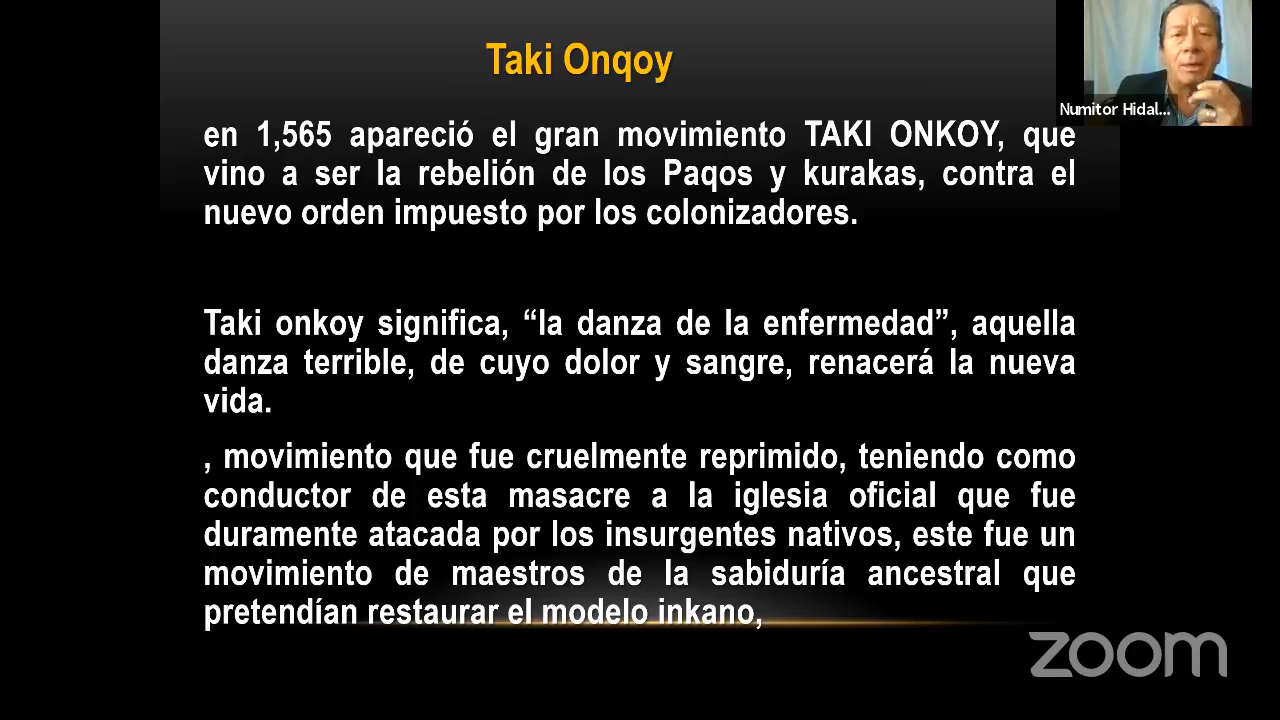 Taki Onqoy
Numitor Hidal...
en 1,565 apareció el gran movimiento TAKI ONKOY, que
vino a ser la rebelión de los Paqos y kurakas, contra el
nuevo orden impuesto por los colonizadores.
Taki onkoy significa, “la danza de la enfermedad”, aquella
danza terrible, de cuyo dolor y sangre, renacerá la nueva
vida.
, movimiento que fue cruelmente reprimido, teniendo como
conductor de esta masacre a la iglesia oficial que fue
duramente atacada por los insurgentes nativos, este fue un
movimiento de maestros de la sabiduría ancestral que
pretendían restaurar el modelo inkano,
zoom